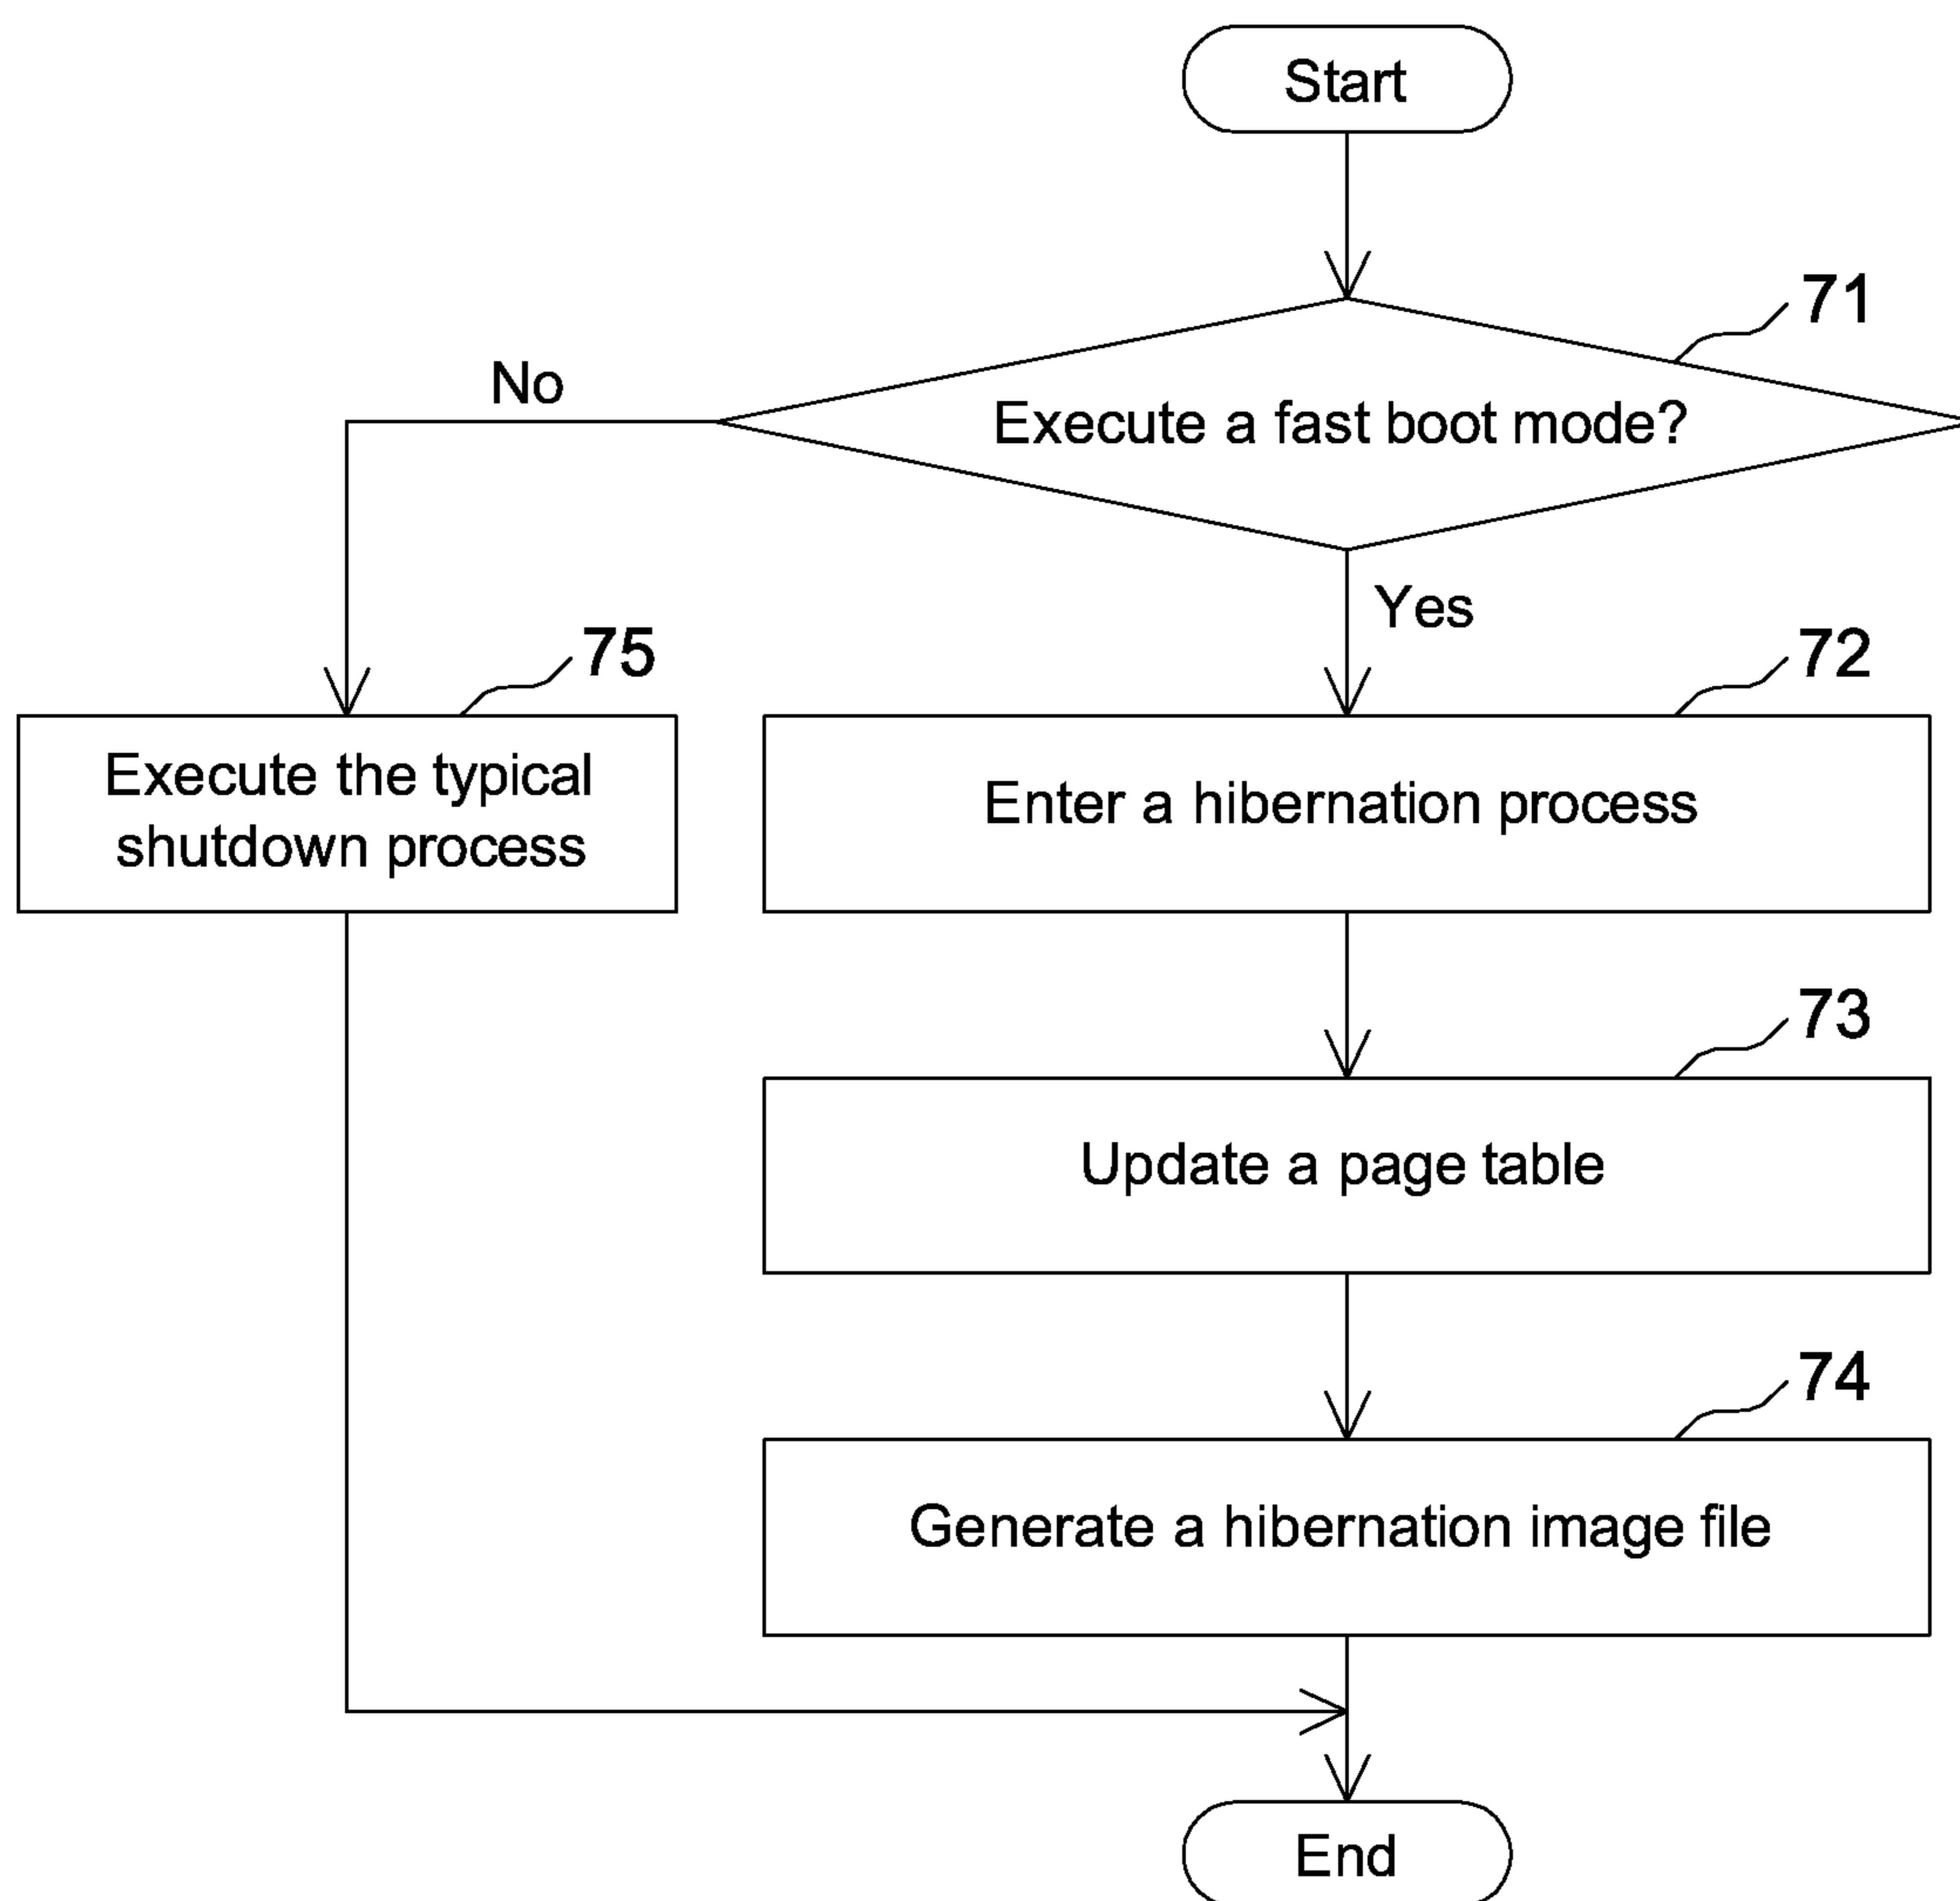 Start
71
Execute a fast boot mode?
No
Yes
75
72
Execute the typical
shutdown process
Enter a hibernation process
73
Update a page table
74
Generate a hibernation image file
End